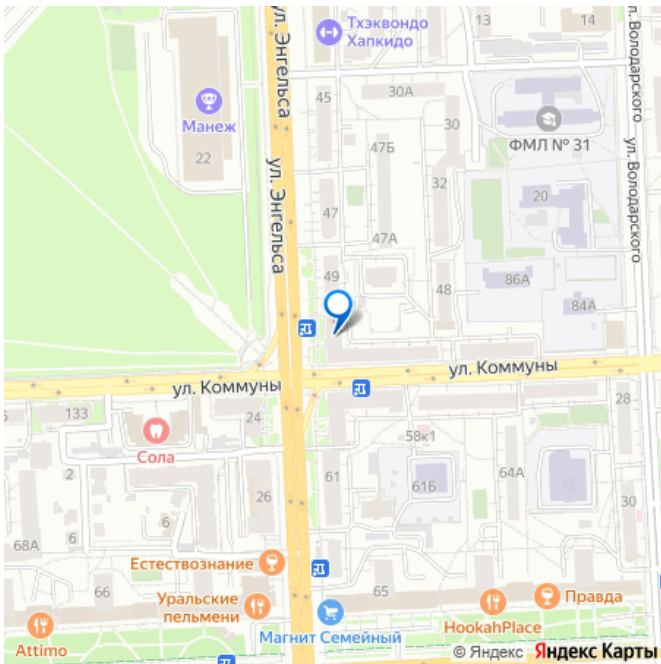 Тхэквондо
Хапкидо
13
14
ул. Энгельса
ул. Володарского
45
30А
Манеж
30
ФМЛ № 31
22
47Б
ул. Энгельса
ул. Володарского
32
20
47
47А
49
86А
48
84А
ул. Коммуны
ул. Коммуны
133
24
28
Сола
58к1
2
61
61Б
64А
26
30
6
6
68А
Естествознание
66
65
Уральские
пельмени
Правда
Магнит Семейный
HookahPlace
Attimo
© Яндекс Яндекс Карты